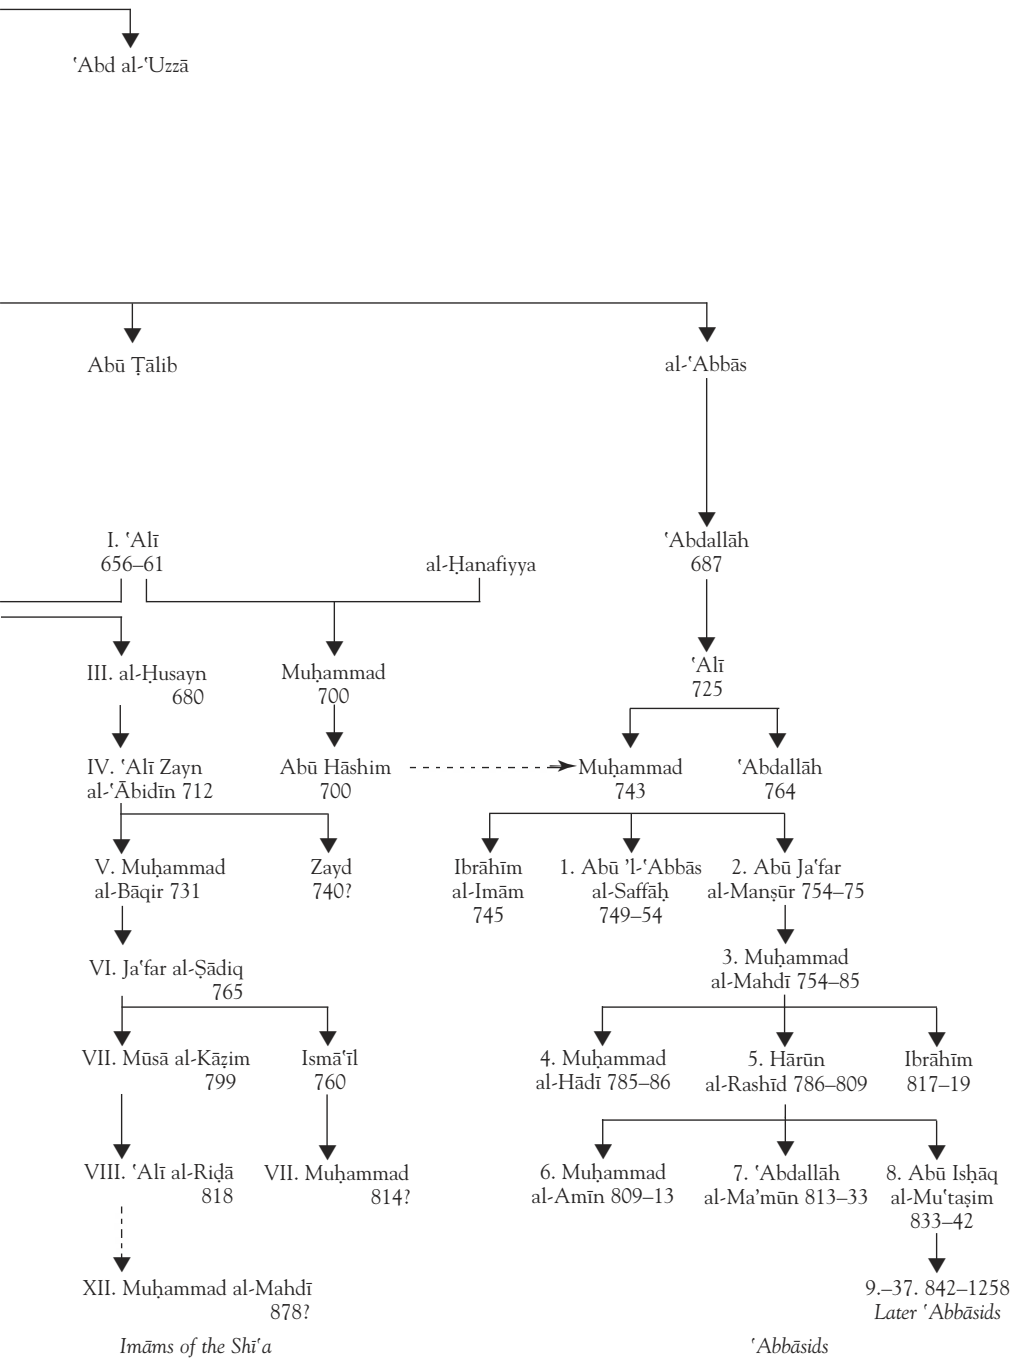 ʿAbd al-ʿUzzā
Abū Ṭālib
al-ʿAbbās
I. ʿAlī
656–61
al-Ḥanafiyya
ʿAbdallāh
687
III. al-Ḥusayn
680
Muḥammad
700
ʿAlī
725
IV. ʿAlī Zayn
al-ʿĀbidīn 712
Abū Hāshim
700
Muḥammad
743
ʿAbdallāh
764
V. Muḥammad
al-Bāqir 731
Zayd
740?
Ibrāhīm
al-Imām
745
1. Abū ’l-ʿAbbās
al-Saffāḥ
749–54
2. Abū Jaʿfar
al-Manṣūr 754–75
VI. Jaʿfar al-Ṣādiq
765
3. Muḥammad
al-Mahdī 754–85
VII. Mūsā al-Kāẓim
799
Ismāʿīl
760
4. Muḥammad
al-Hādī 785–86
5. Hārūn
al-Rashīd 786–809
Ibrāhīm
817–19
VIII. ʿAlī al-Riḍā
818
VII. Muḥammad
814?
6. Muḥammad
al-Amīn 809–13
7. ʿAbdallāh
al-Ma’mūn 813–33
8. Abū Isḥāq
al-Muʿtaṣim
833–42
XII. Muḥammad al-Mahdī
878?
9.–37. 842–1258
Later ʿAbbāsids
Imāms of the Shīʿa
ʿAbbāsids